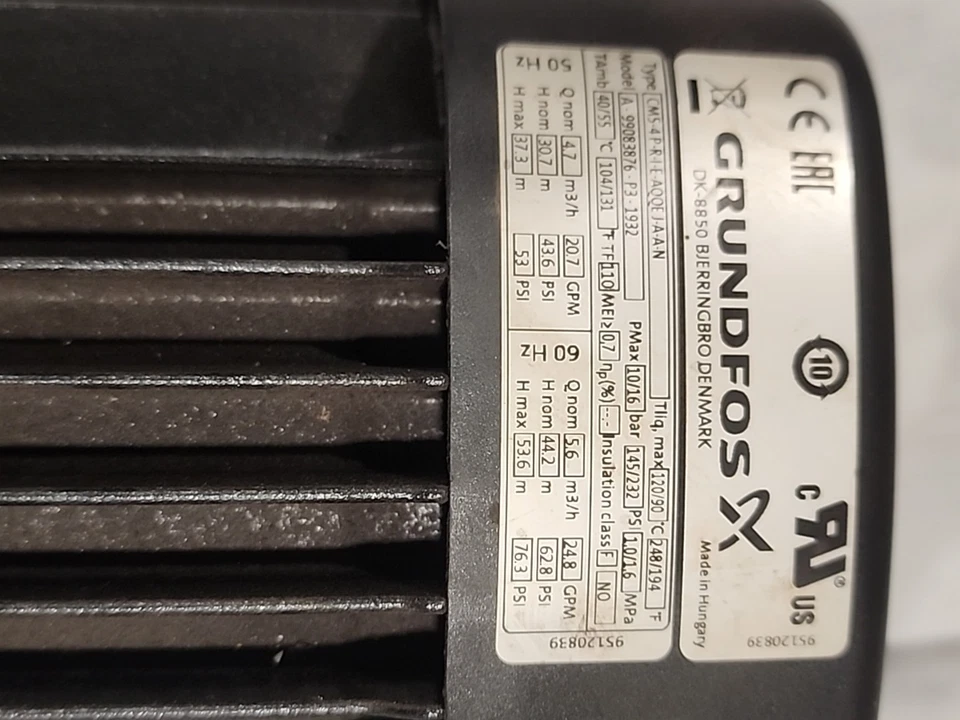 CE EAC 10 c UR ® US
GRUNDFOS
DK-8850 BJERRINGBRO DENMARK
Made in Hungary
95120839
Type CM5-4 P-R-I-E-AQQE J-A-A-N
Model A - 99083876 - P3 - 1932
Tliq, max 120/90 °C 248/194 °F
PMax 10/16 bar 145/232 PSI 1.0/1.6 MPa
TAmb 40/55 °C 104/131 °F TF 110 MEI≥ 0,7 ηp(%) --.- Insulation class F NO
50 Hz
Q nom 4.7 m3/h 20.7 GPM
H nom 30.7 m 43.6 PSI
H max 37.3 m 53 PSI
60 Hz
Q nom 5.6 m3/h 24.8 GPM
H nom 44.2 m 62.8 PSI
H max 53.6 m 76.3 PSI
95120839